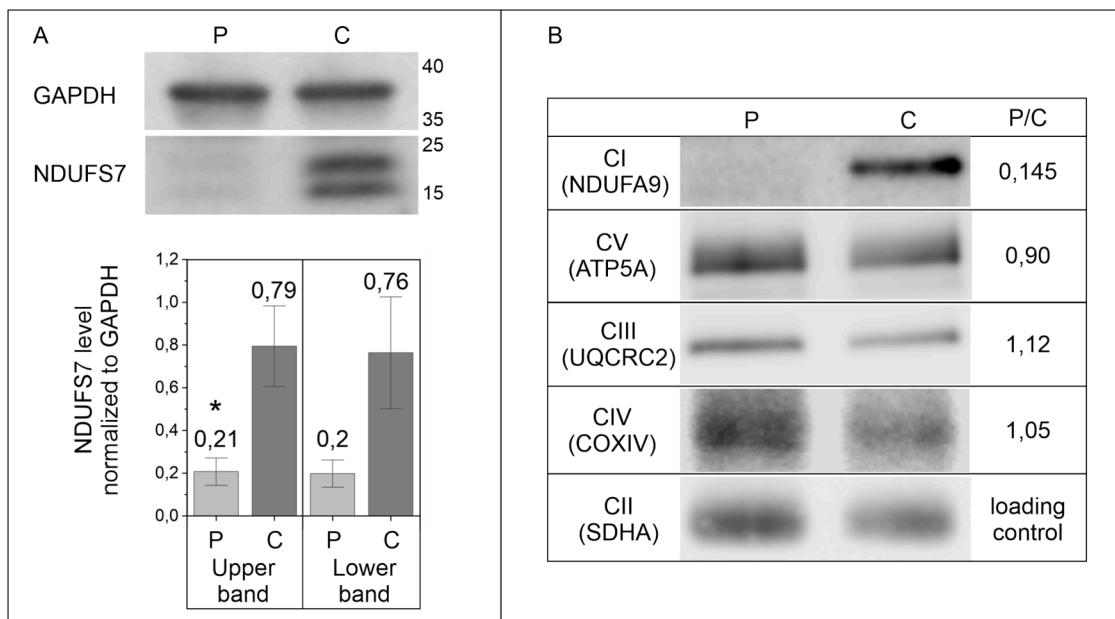 A
P C
GAPDH
40
35
NDUFS7
25
15
NDUFS7 level
normalized to GAPDH
1,2
1,0
0,8
0,6
0,4
0,2
0,0
*
0,21
0,79
0,2
0,76
P C P C
Upper
band
Lower
band
B
P C P/C
CI
(NDUFA9)
0,145
CV
(ATP5A)
0,90
CIII
(UQCRC2)
1,12
CIV
(COXIV)
1,05
CII
(SDHA)
loading
control